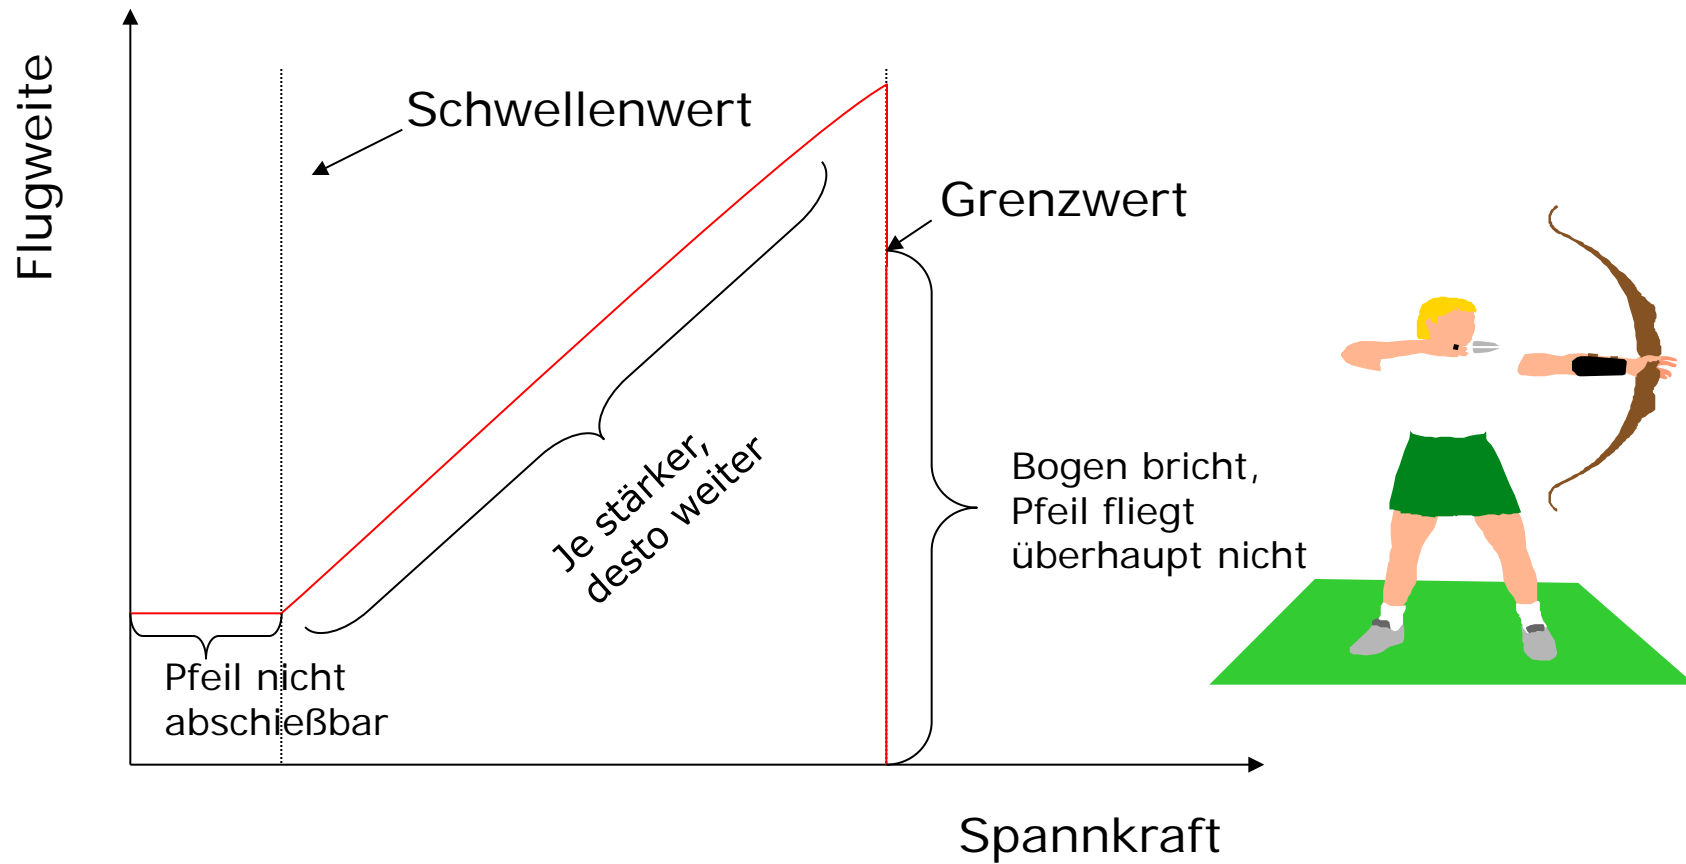 Flugweite
Schwellenwert
Grenzwert
Je stärker,
desto weiter
Bogen bricht,
Pfeil fliegt
überhaupt nicht
Pfeil nicht
abschießbar
Spannkraft